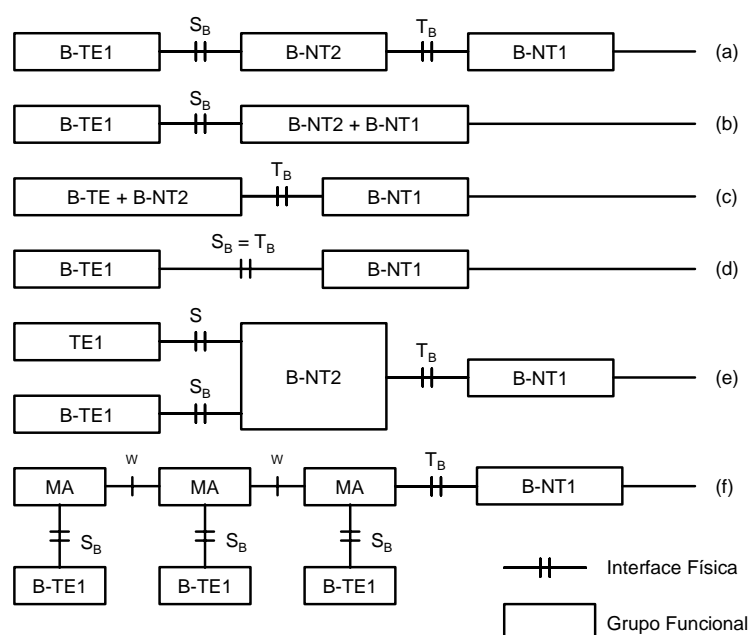 S_B T_B
B-TE1 B-NT2 B-NT1 (a)
S_B
B-TE1 B-NT2 + B-NT1 (b)
T_B
B-TE + B-NT2 B-NT1 (c)
S_B = T_B
B-TE1 B-NT1 (d)
S
TE1
B-NT2 T_B B-NT1 (e)
S_B
B-TE1
W W T_B
MA MA MA B-NT1 (f)
S_B S_B S_B
B-TE1 B-TE1 B-TE1
Interface Física
Grupo Funcional